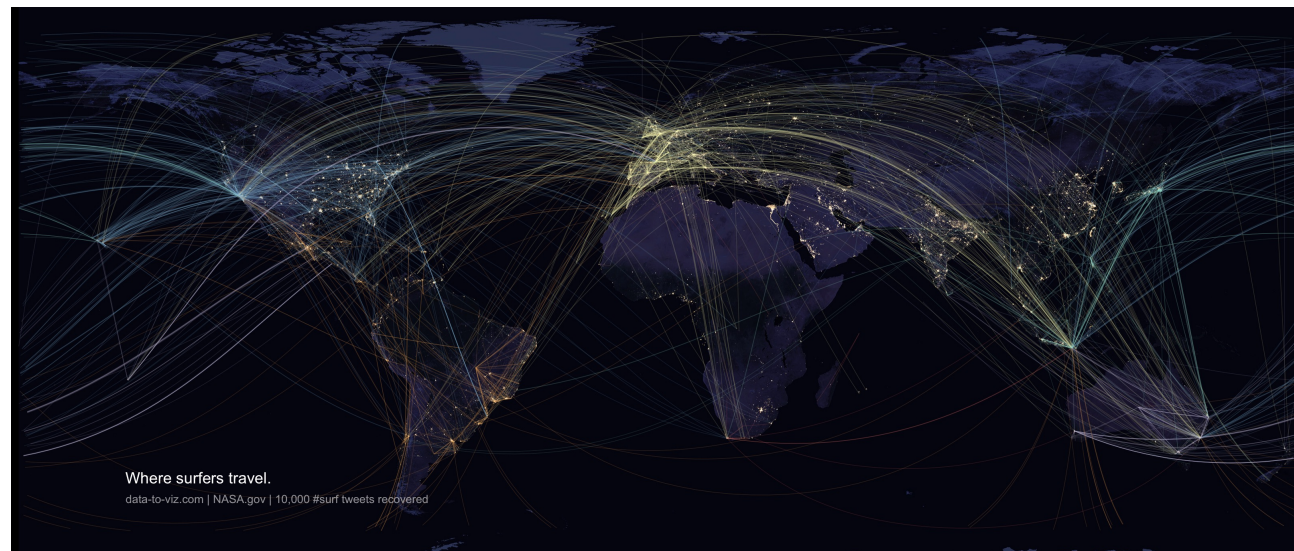 Where surfers travel.
data-to-viz.com | NASA.gov | 10,000 #surf tweets recovered